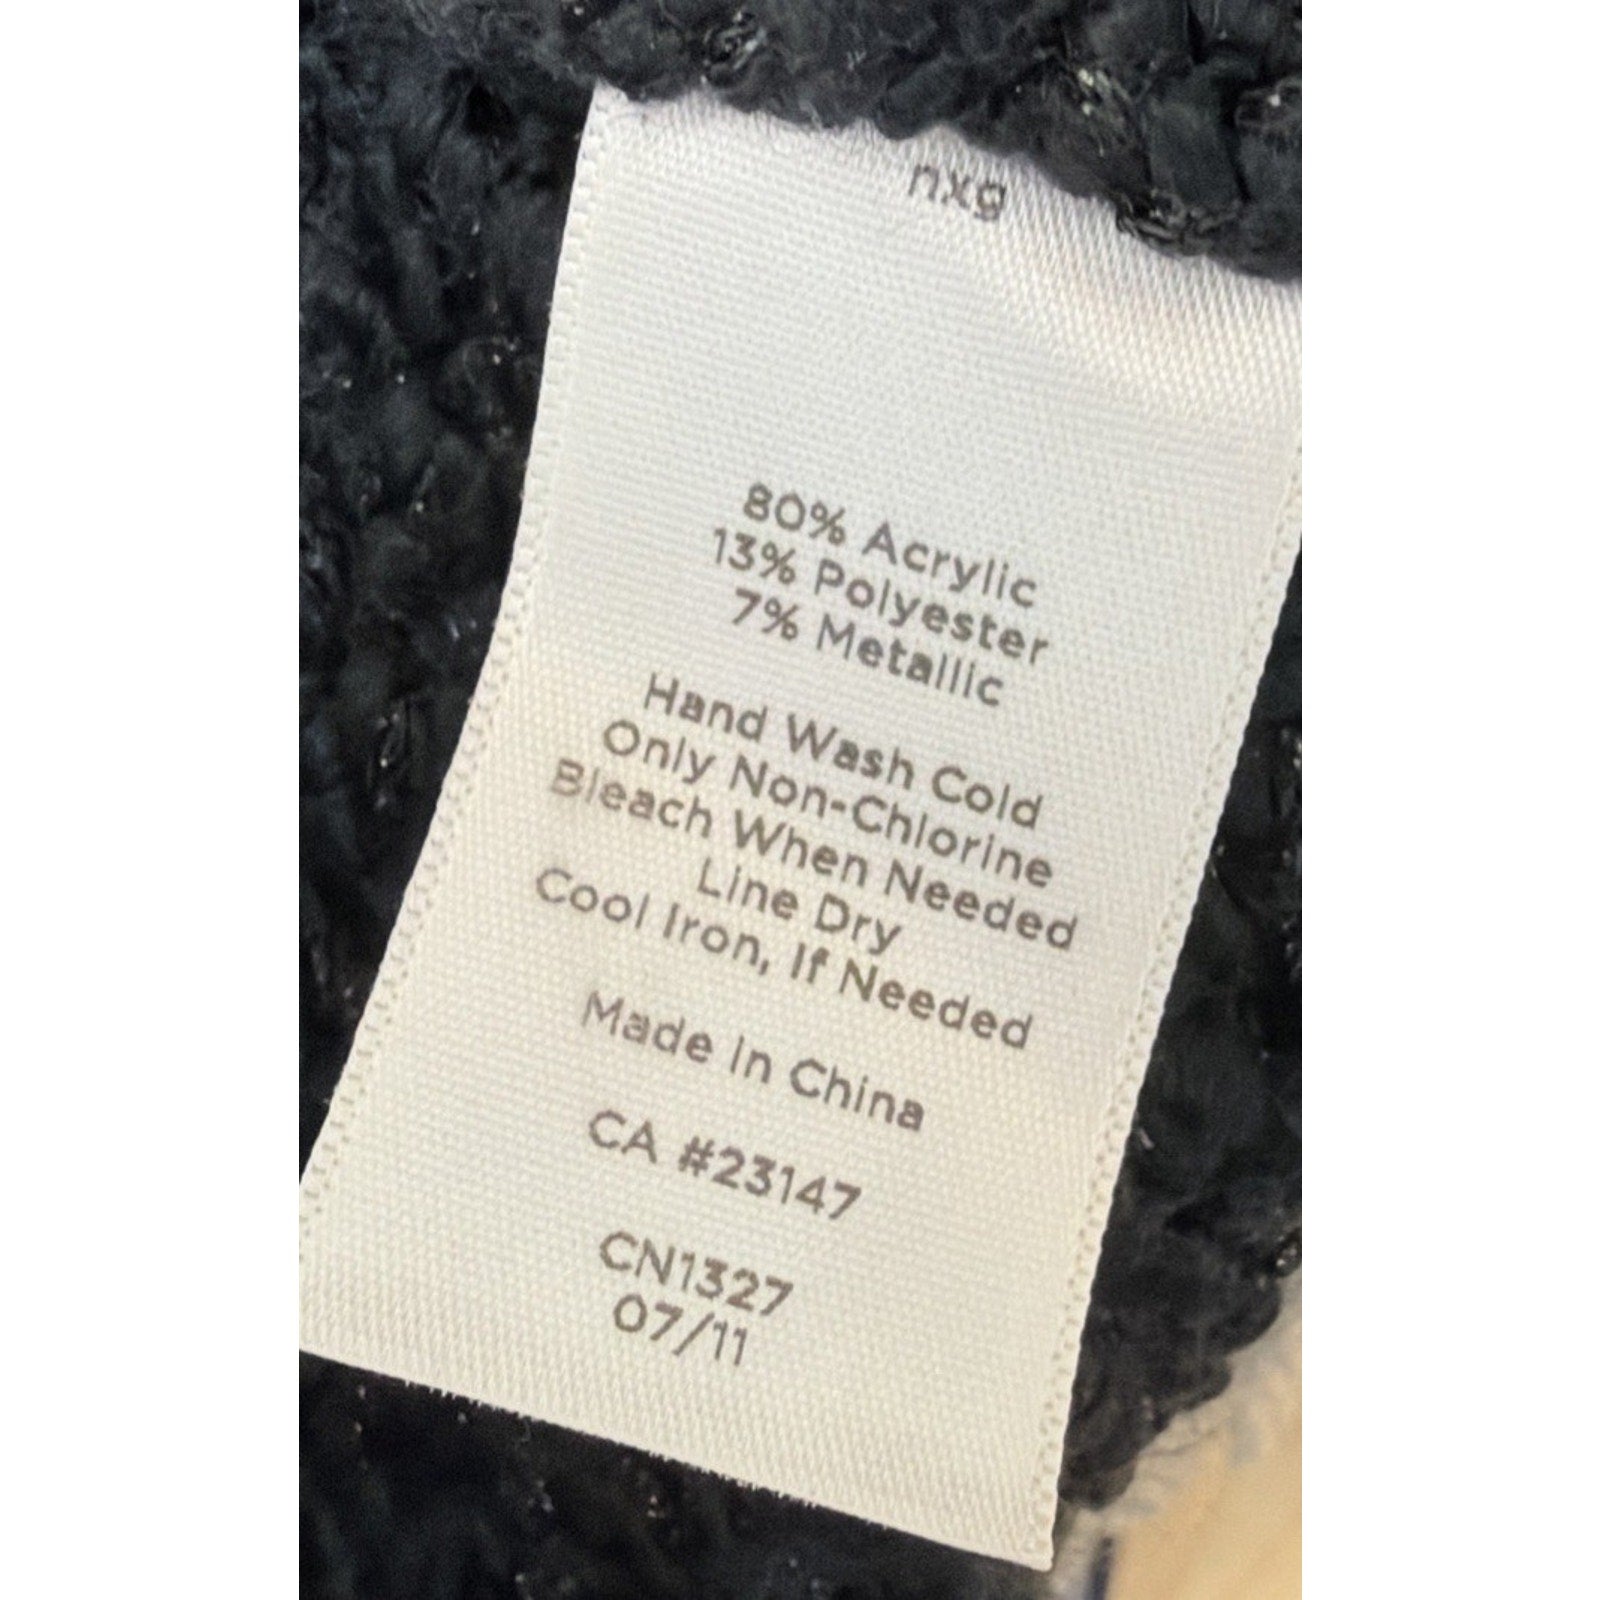 nxg
80% Acrylic
13% Polyester
7% Metallic
Hand Wash Cold
Only Non-Chlorine
Bleach When Needed
Line Dry
Cool Iron, If Needed
Made In China
CA #23147
CN1327
07/11